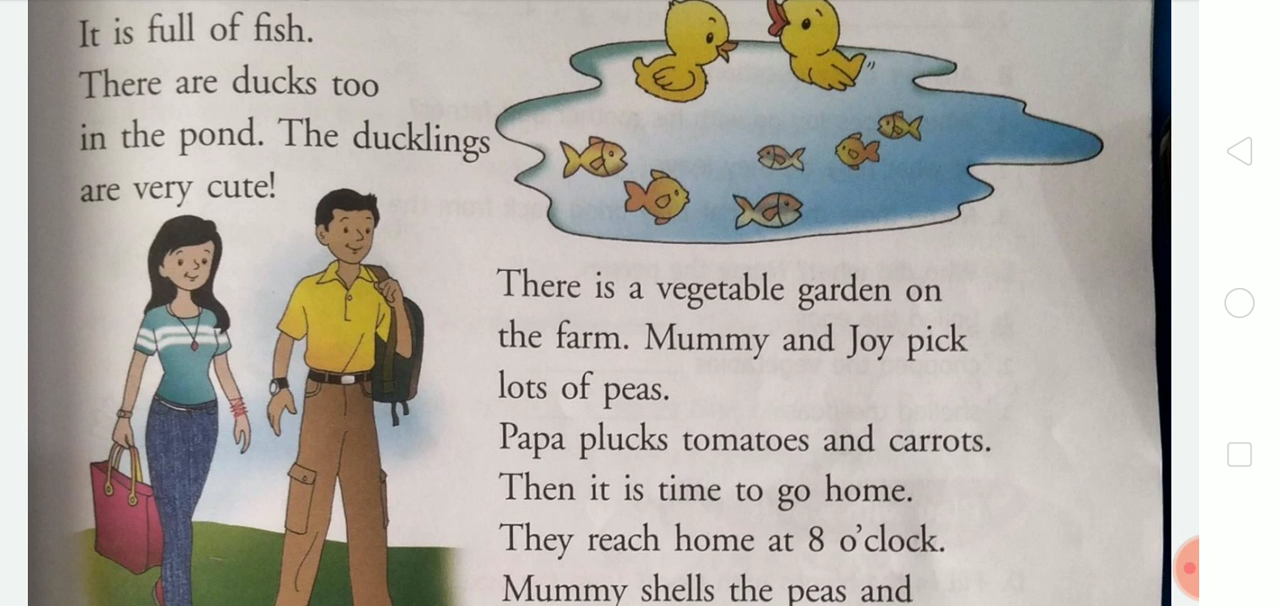 It is full of fish.
There are ducks too
in the pond. The ducklings
are very cute!
There is a vegetable garden on
the farm. Mummy and Joy pick
lots of peas.
Papa plucks tomatoes and carrots.
Then it is time to go home.
They reach home at 8 o'clock.
Mummy shells the peas and